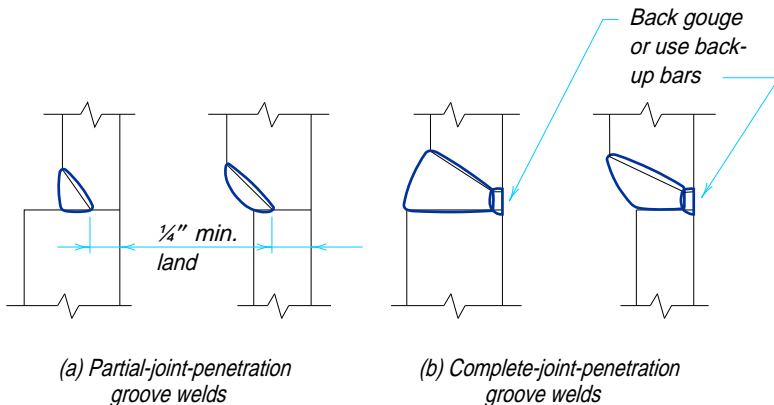 Back gouge
or use back-
up bars
¼" min.
land
(a) Partial-joint-penetration
groove welds
(b) Complete-joint-penetration
groove welds